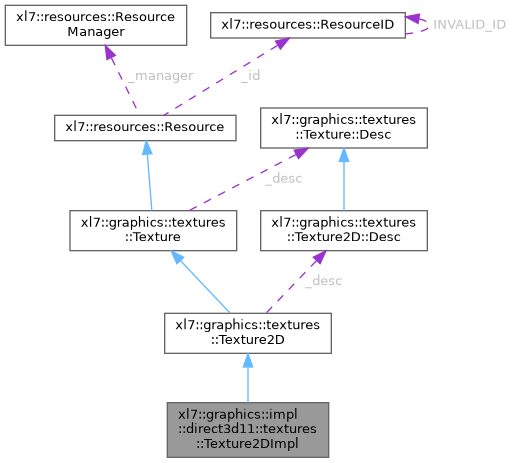 xl7::resources::Resource
Manager
xl7::resources::ResourceID
INVALID_ID
_manager
_id
xl7::resources::Resource
xl7::graphics::textures
::Texture::Desc
_desc
xl7::graphics::textures
::Texture
xl7::graphics::textures
::Texture2D::Desc
_desc
xl7::graphics::textures
::Texture2D
xl7::graphics::impl
::direct3d11::textures
::Texture2DImpl